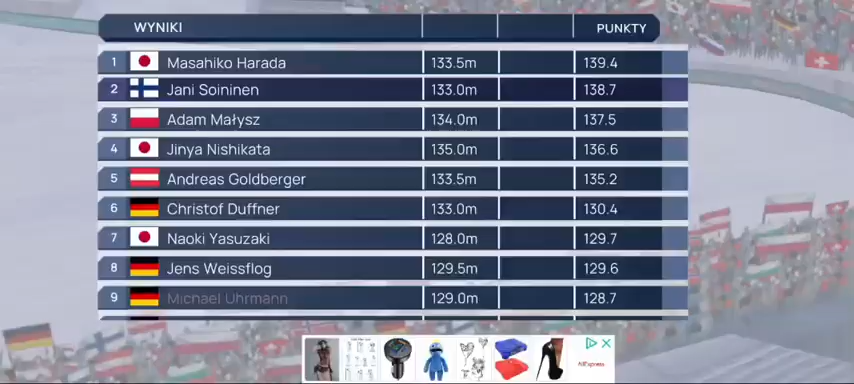 WYNIKI PUNKTY
1 Masahiko Harada 133.5m 139.4
2 Jani Soininen 133.0m 138.7
3 Adam Małysz 134.0m 137.5
4 Jinya Nishikata 135.0m 136.6
5 Andreas Goldberger 133.5m 135.2
6 Christof Duffner 133.0m 130.4
7 Naoki Yasuzaki 128.0m 129.7
8 Jens Weissflog 129.5m 129.6
9 Michael Uhrmann 129.0m 128.7
AliExpress